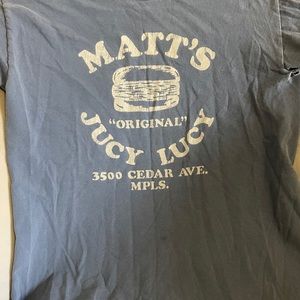 MATT'S
"ORIGINAL"
JUCY LUCY
3500 CEDAR AVE.
MPLS.